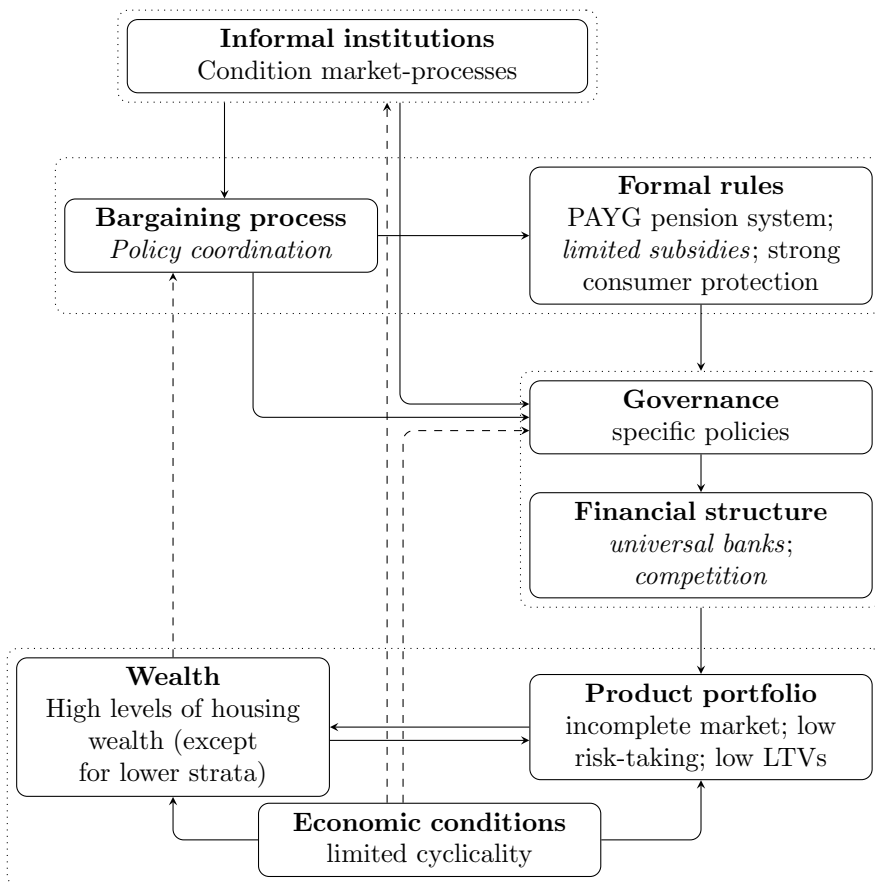 Informal institutions
Condition market-processes
Bargaining process
Policy coordination
Formal rules
PAYG pension system;
limited subsidies; strong
consumer protection
Governance
specific policies
Financial structure
universal banks;
competition
Wealth
High levels of housing
wealth (except
for lower strata)
Product portfolio
incomplete market; low
risk-taking; low LTVs
Economic conditions
limited cyclicality